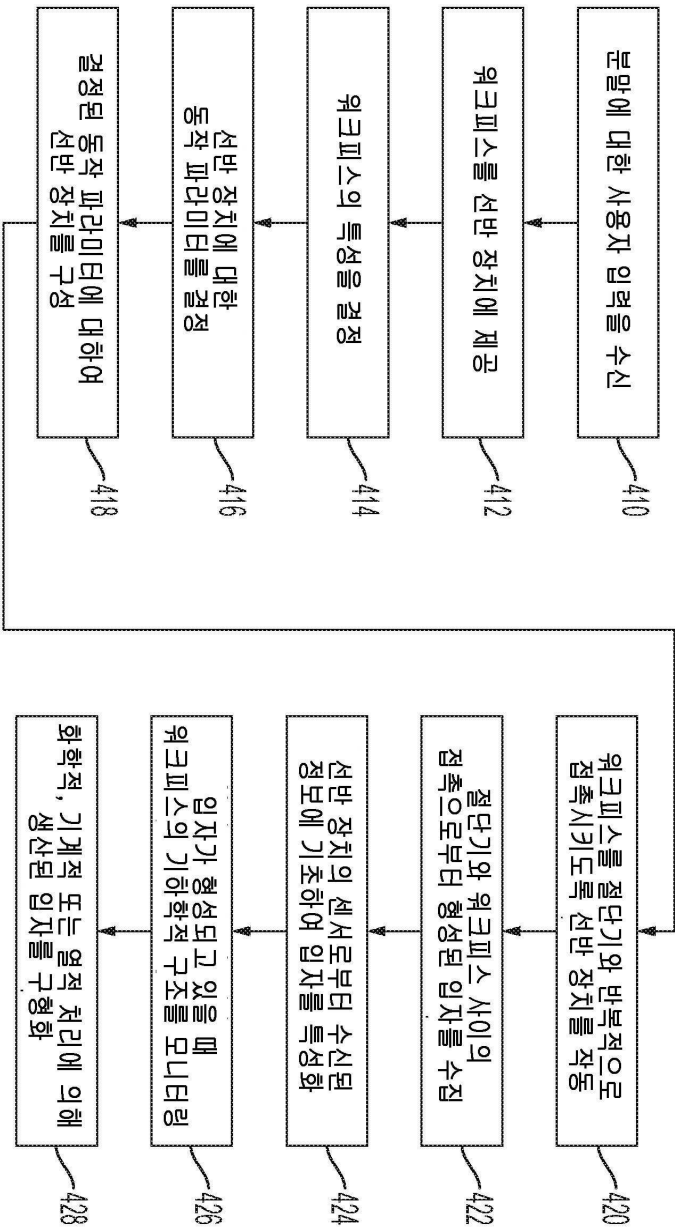 분말에 대한 사용자 입력을 수신
410
워크피스를 선반 장치에 제공
412
워크피스의 특성을 결정
414
선반 장치에 대한
동작 파라미터를 결정
416
결정된 동작 파라미터에 대하여
선반 장치를 구성
418
워크피스를 절단기와 반복적으로
접촉시키도록 선반 장치를 작동
420
절단기와 워크피스 사이의
접촉으로부터 형성된 입자를 수집
422
선반 장치의 센서로부터 수신된
정보에 기초하여 입자를 특성화
424
입자가 형성되고 있을 때
워크피스의 기하학적 구조를 모니터링
426
화학적, 기계적 또는 열적 처리에 의해
생산된 입자를 구형화
428